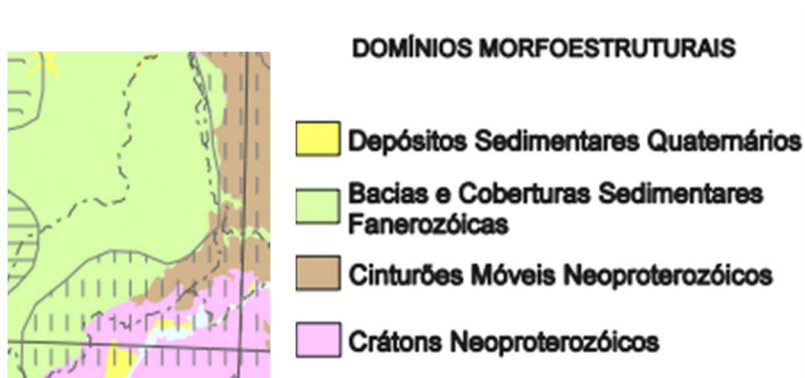 DOMÍNIOS MORFOESTRUTURAIS
Depósitos Sedimentares Quaternários
Bacias e Coberturas Sedimentares
Fanerozóicas
Cinturões Móveis Neoproterozóicos
Crátons Neoproterozóicos